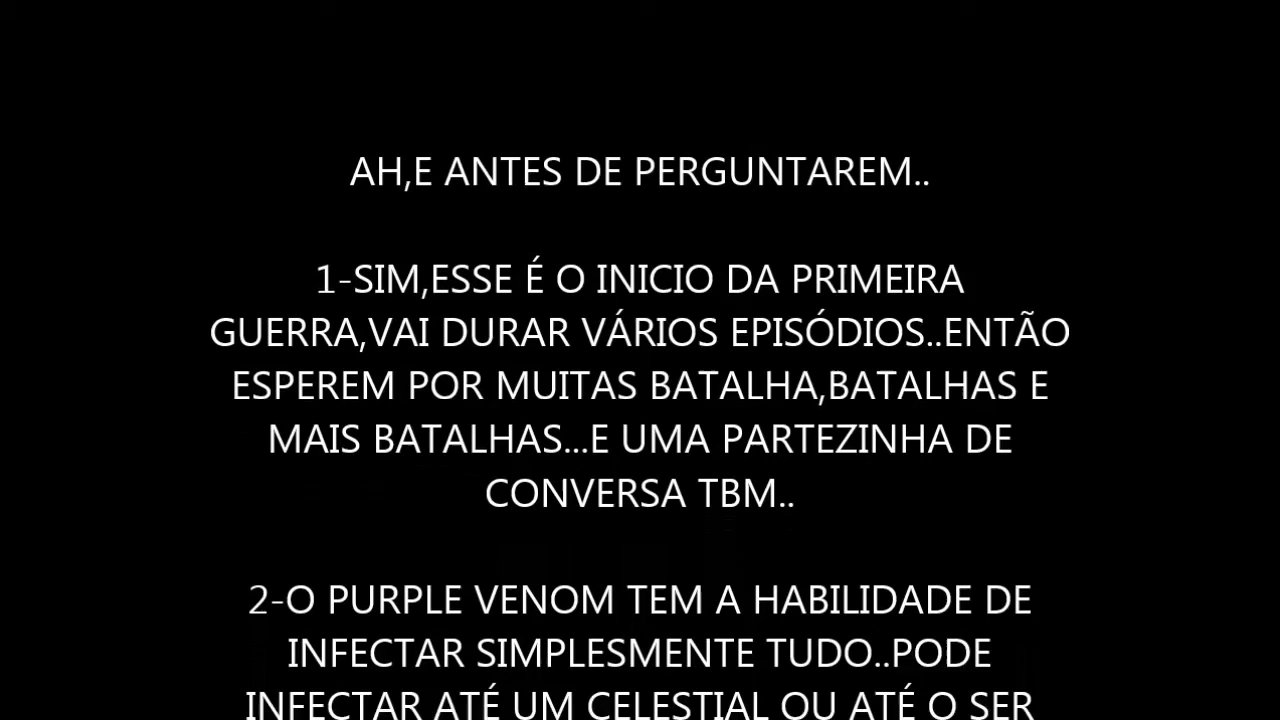 AH,E ANTES DE PERGUNTAREM..
1-SIM,ESSE É O INICIO DA PRIMEIRA
GUERRA,VAI DURAR VÁRIOS EPISÓDIOS..ENTÃO
ESPEREM POR MUITAS BATALHA,BATALHAS E
MAIS BATALHAS...E UMA PARTEZINHA DE
CONVERSA TBM..
2-O PURPLE VENOM TEM A HABILIDADE DE
INFECTAR SIMPLESMENTE TUDO..PODE
INFECTAR ATÉ UM CELESTIAL OU ATÉ O SER